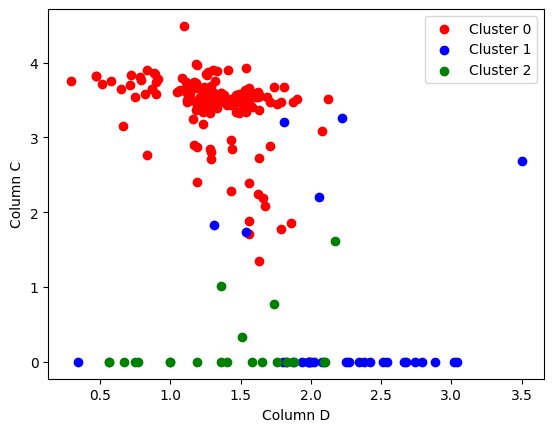 Cluster 0
Cluster 1
Cluster 2
4
3
2
1
0
0.5 1.0 1.5 2.0 2.5 3.0 3.5
Column C
Column D